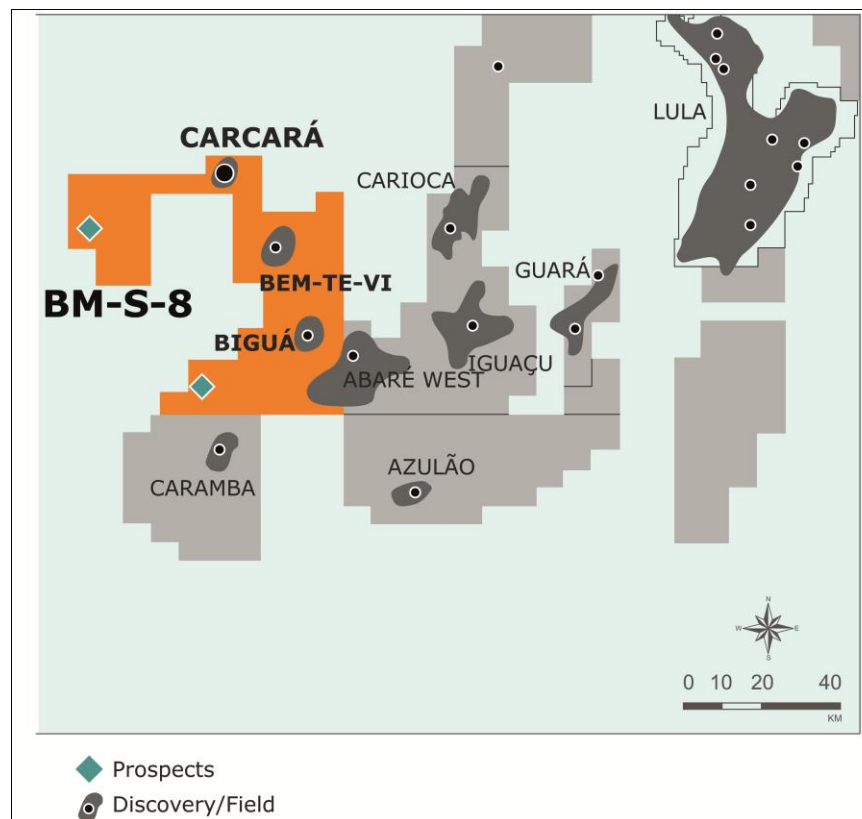 LULA
CARCARÁ
CARIOCA
GUARÁ
BEM-TE-VI
BM-S-8
BIGUÁ
IGUAÇU
ABARÉ WEST
AZULÃO
CARAMBA
N
W E
S
0 10 20 40
KM
Prospects
Discovery/Field